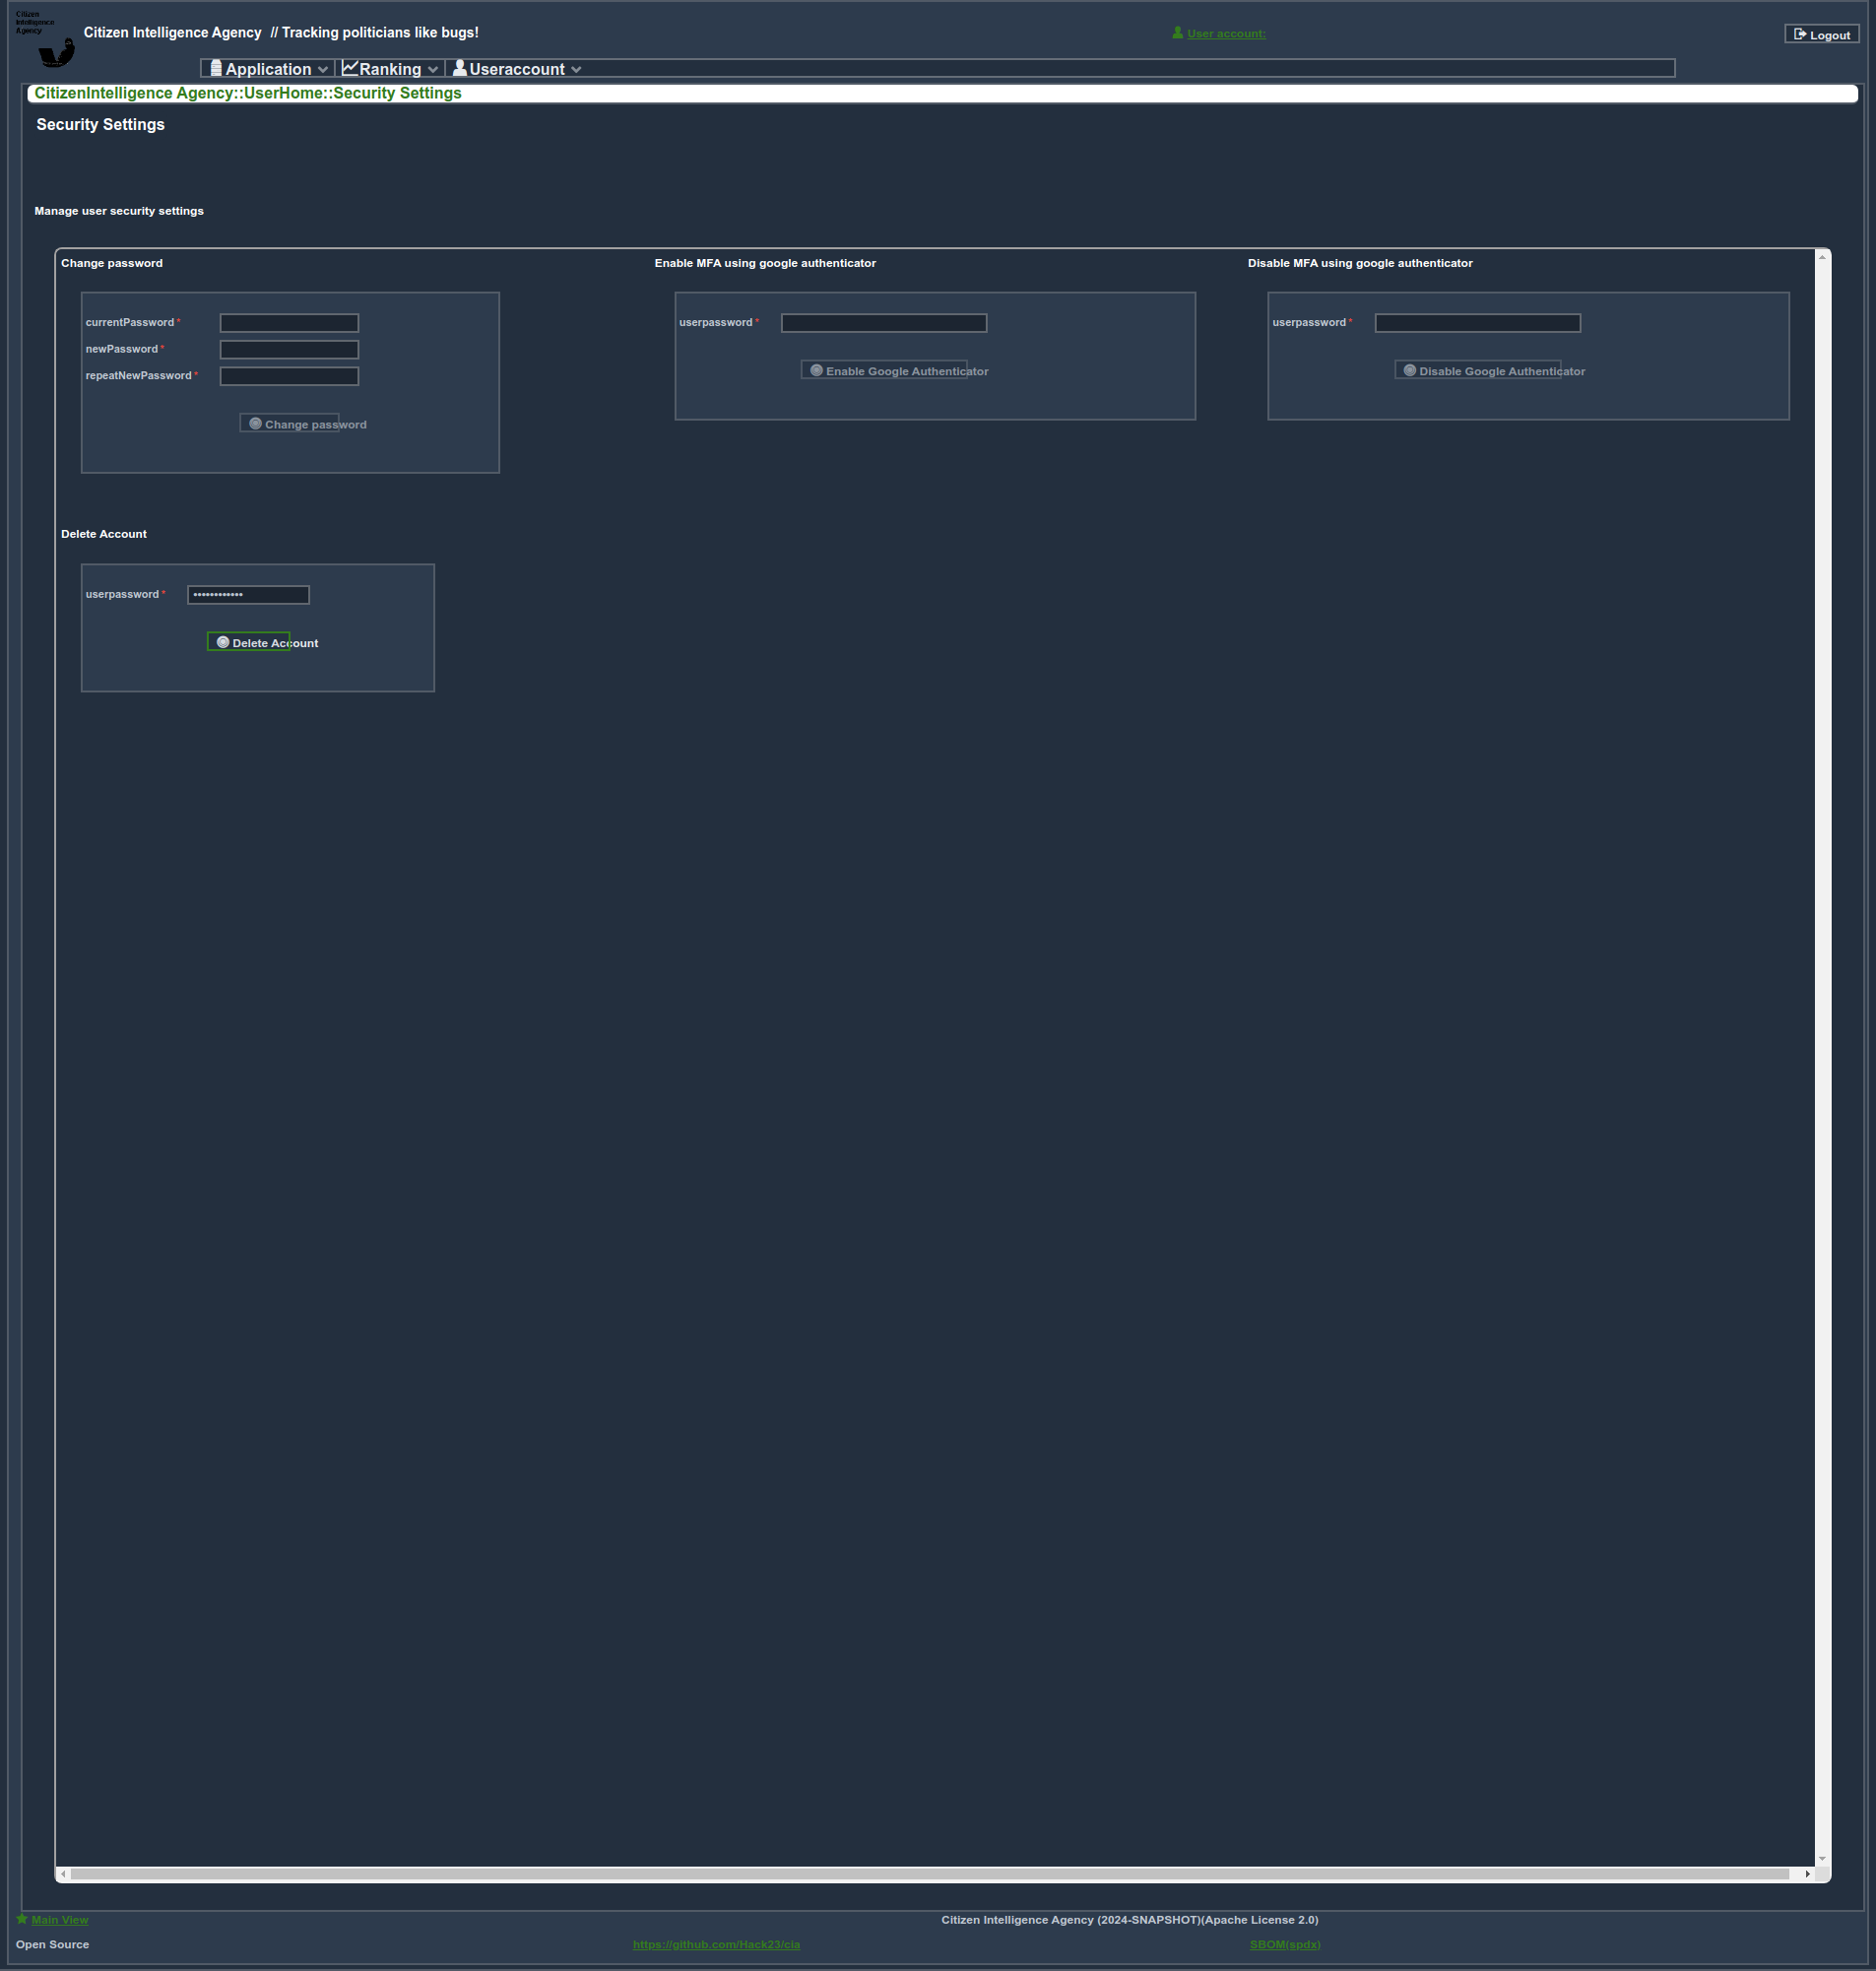 Citizen
Intelligence
Agency
Citizen Intelligence Agency // Tracking politicians like bugs!
User account:
Logout
Application Ranking Useraccount
CitizenIntelligence Agency::UserHome::Security Settings
Security Settings
Manage user security settings
Change password Enable MFA using google authenticator Disable MFA using google authenticator
currentPassword* userpassword* userpassword*
newPassword*
repeatNewPassword*
Enable Google Authenticator Disable Google Authenticator
Change password
Delete Account
userpassword* ••••••••••••
Delete Account
Main View Citizen Intelligence Agency (2024-SNAPSHOT)(Apache License 2.0)
Open Source https://github.com/Hack23/cia SBOM(spdx)